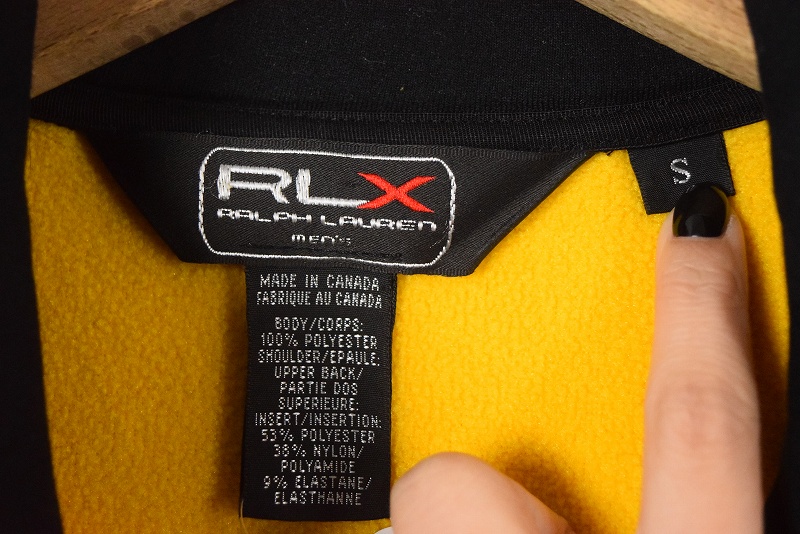 RLX
RALPH LAUREN
MEN'S
S
MADE IN CANADA
FABRIQUE AU CANADA
BODY/CORPS:
100% POLYESTER
SHOULDER/EPAULE:
UPPER BACK/
PARTIE DOS
SUPERIEURE:
INSERT/INSERTION:
53% POLYESTER
38% NYLON/
POLYAMIDE
9% ELASTANE/
ELASTHANNE